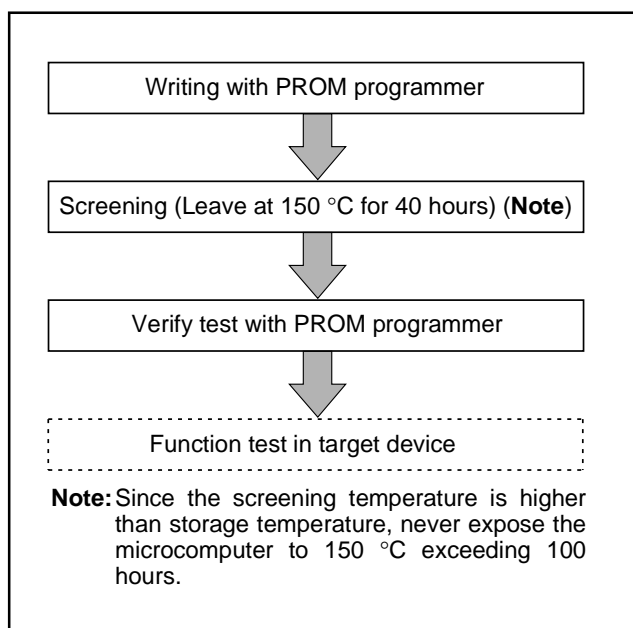 Writing with PROM programmer
Screening (Leave at 150 °C for 40 hours) (Note)
Verify test with PROM programmer
Function test in target device
Note: Since the screening temperature is higher
than storage temperature, never expose the
microcomputer to 150 °C exceeding 100
hours.